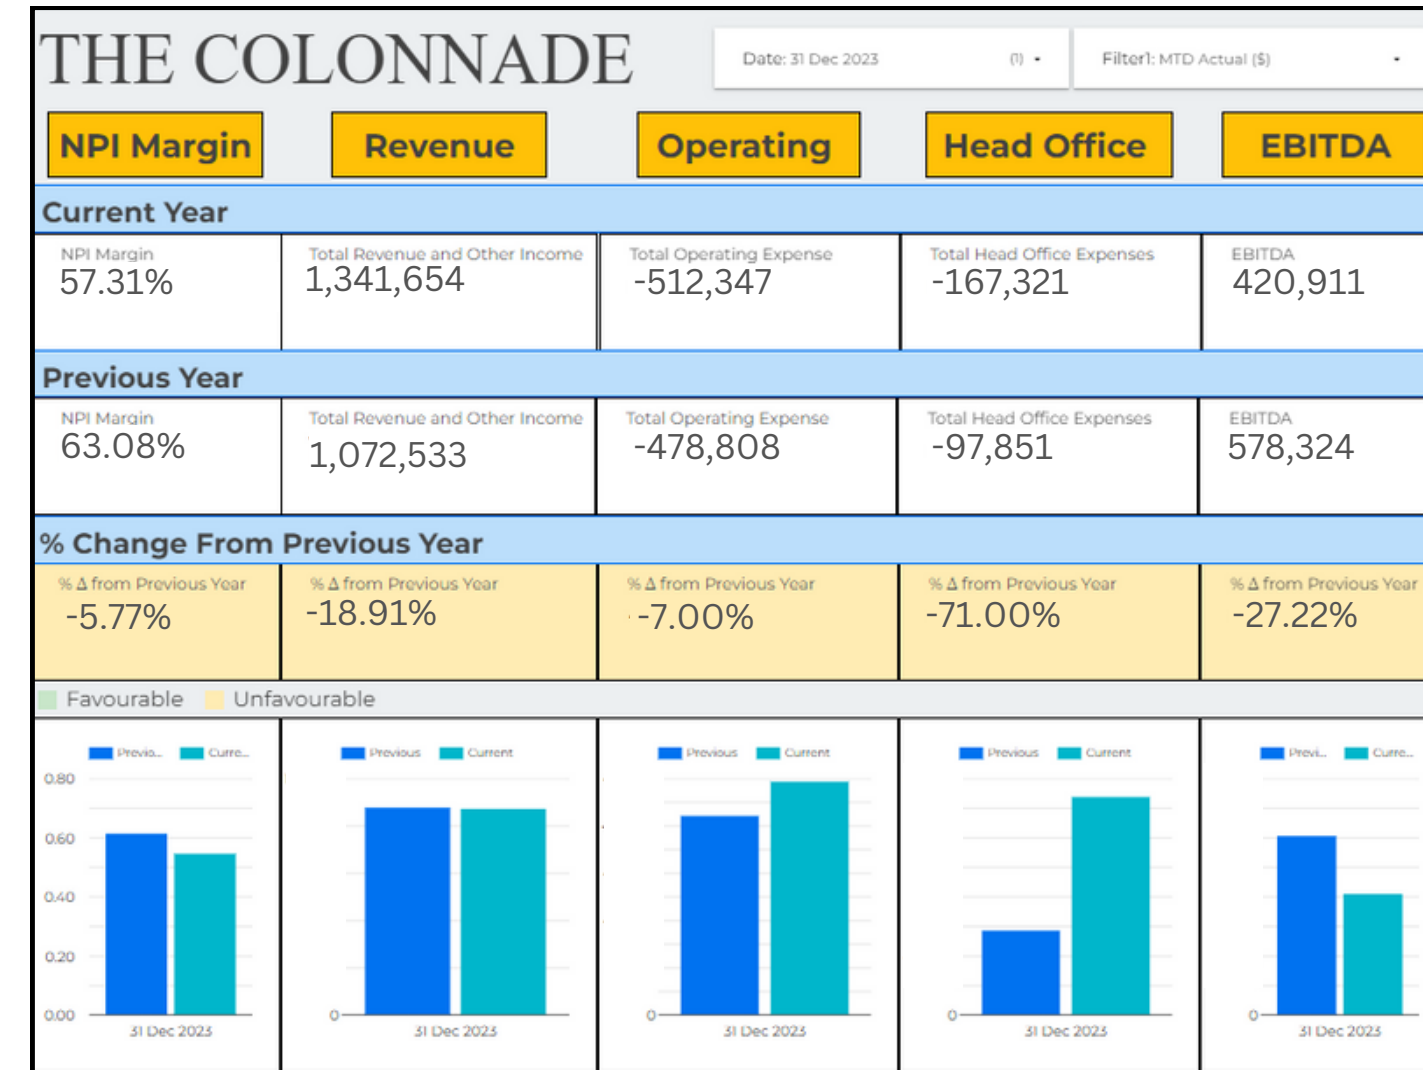 THE COLONNADE
Date: 31 Dec 2023 (1)
Filter1: MTD Actual ($)
NPI Margin Revenue Operating Head Office EBITDA
Current Year
NPI Margin Total Revenue and Other Income Total Operating Expense Total Head Office Expenses EBITDA
57.31% 1,341,654 -512,347 -167,321 420,911
Previous Year
NPI Margin Total Revenue and Other Income Total Operating Expense Total Head Office Expenses EBITDA
63.08% 1,072,533 -478,808 -97,851 578,324
% Change From Previous Year
% Δ from Previous Year % Δ from Previous Year % Δ from Previous Year % Δ from Previous Year % Δ from Previous Year
-5.77% -18.91% -7.00% -71.00% -27.22%
Favourable Unfavourable
Previo... Curre... Previous Current Previous Current Previous Current Previ... Curre...
0.80
0.60
0.40
0.20
0.00 0 0 0 0
31 Dec 2023 31 Dec 2023 31 Dec 2023 31 Dec 2023 31 Dec 2023